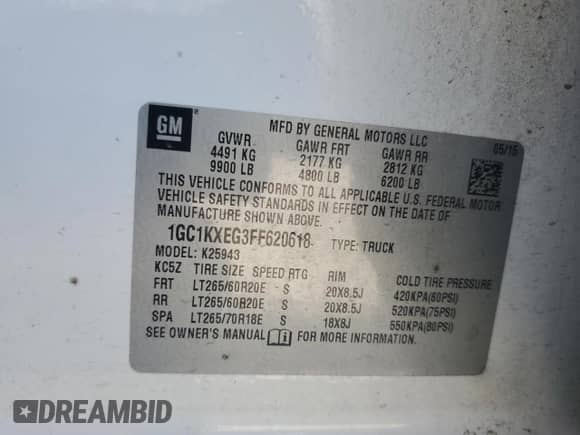 GM
MFD BY GENERAL MOTORS LLC 05/15
GVWR GAWR FRT GAWR RR
4491 KG 2177 KG 2812 KG
9900 LB 4800 LB 6200 LB
THIS VEHICLE CONFORMS TO ALL APPLICABLE U.S. FEDERAL MOTOR
VEHICLE SAFETY STANDARDS IN EFFECT ON THE DATE OF
MANUFACTURE SHOWN ABOVE.
1GC1KXEG3FF620618 TYPE: TRUCK
MODEL: K25943
KC5Z TIRE SIZE SPEED RTG RIM COLD TIRE PRESSURE
FRT LT265/60R20E S 20X8.5J 420KPA(60PSI)
RR LT265/60R20E S 20X8.5J 520KPA(75PSI)
SPA LT265/70R18E S 18X8J 550KPA(80PSI)
SEE OWNER'S MANUAL FOR MORE INFORMATION.
DREAMBID